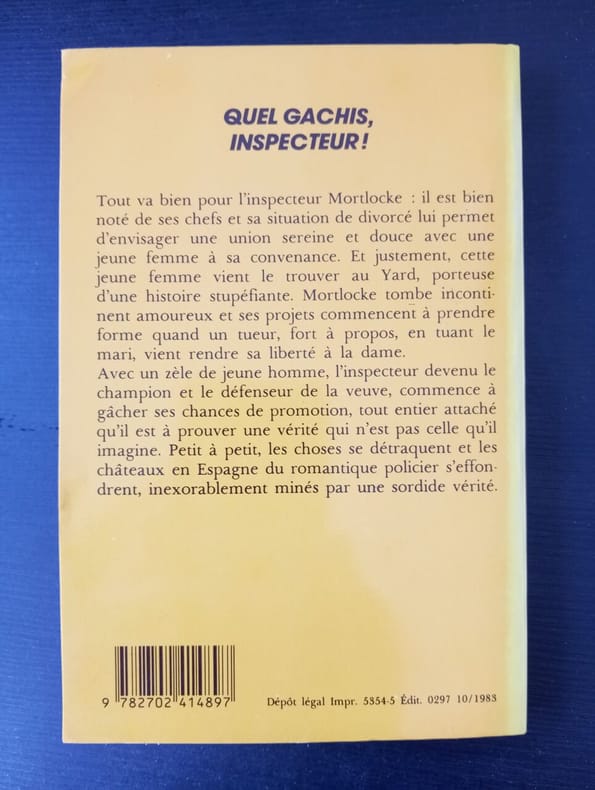 QUEL GACHIS,
INSPECTEUR !
Tout va bien pour l'inspecteur Mortlocke : il est bien
noté de ses chefs et sa situation de divorcé lui permet
d'envisager une union sereine et douce avec une
jeune femme à sa convenance. Et justement, cette
jeune femme vient le trouver au Yard, porteuse
d'une histoire stupéfiante. Mortlocke tombe inconti-
nent amoureux et ses projets commencent à prendre
forme quand un tueur, fort à propos, en tuant le
mari, vient rendre sa liberté à la dame.
Avec un zèle de jeune homme, l'inspecteur devenu le
champion et le défenseur de la veuve, commence à
gâcher ses chances de promotion, tout entier attaché
qu'il est à prouver une vérité qui n'est pas celle qu'il
imagine. Petit à petit, les choses se détraquent et les
châteaux en Espagne du romantique policier s'effon-
drent, inexorablement minés par une sordide vérité.
9 782702 414897
Dépôt légal Impr. 5354-5 Édit. 0297 10/1983